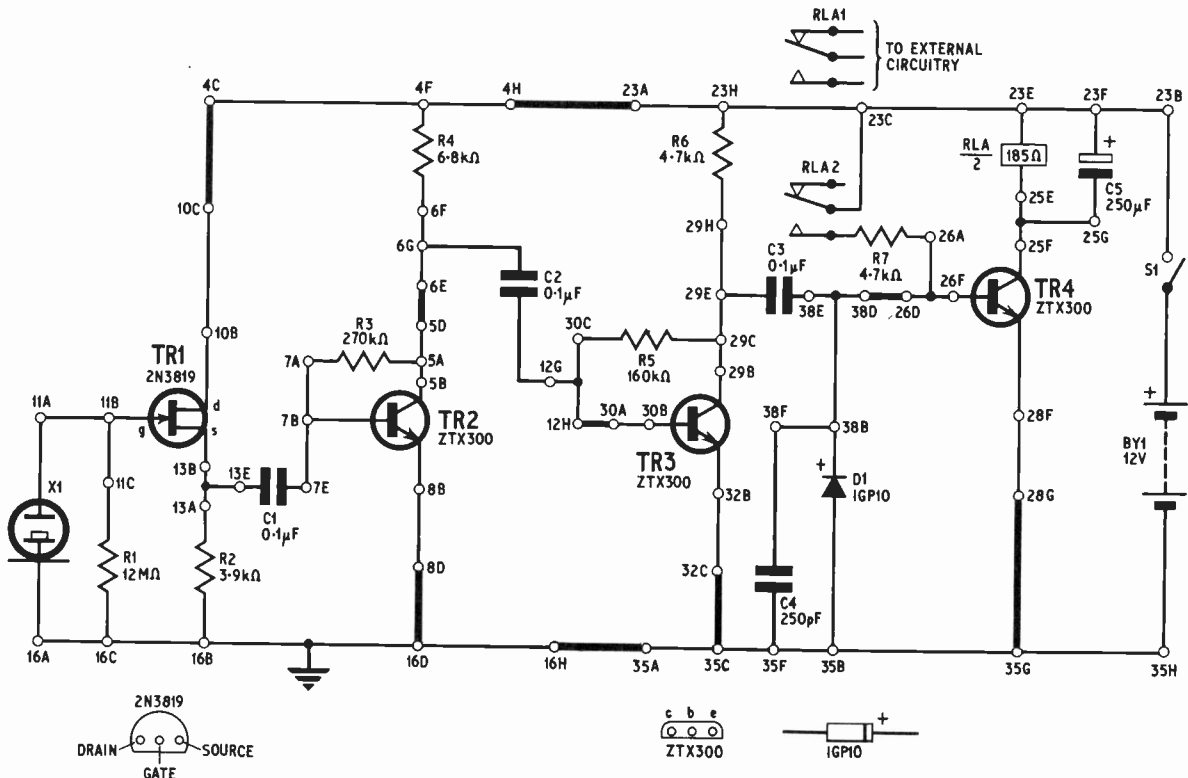 RLA1
TO EXTERNAL
CIRCUITRY
4C
4F
4H
23A
23H
23C
23E
23F
23B
R4
6·8kΩ
R6
4·7kΩ
RLA
2
185Ω
+
C5
250µF
RLA2
10C
6F
6G
29H
25E
25G
26A
25F
C2
0·1µF
C3
0·1µF
R7
4·7kΩ
S1
6E
29E
38E
38D
26D
26F
TR4
ZTX300
10B
R3
270kΩ
5D
30C
29C
TR1
2N3819
7A
5A
R5
160kΩ
12G
29B
5B
+
11A
11B
d
g
s
7B
TR2
ZTX300
12H
30A
30B
38F
38B
28F
BY1
12V
TR3
ZTX300
13B
13E
X1
11C
7E
8B
32B
+
D1
IGP10
28G
13A
C1
0·1µF
R1
12MΩ
R2
3·9kΩ
8D
32C
C4
250pF
16A
16C
16B
16D
16H
35A
35C
35F
35B
35G
35H
2N3819
DRAIN
SOURCE
GATE
c b e
ZTX300
+
IGP10